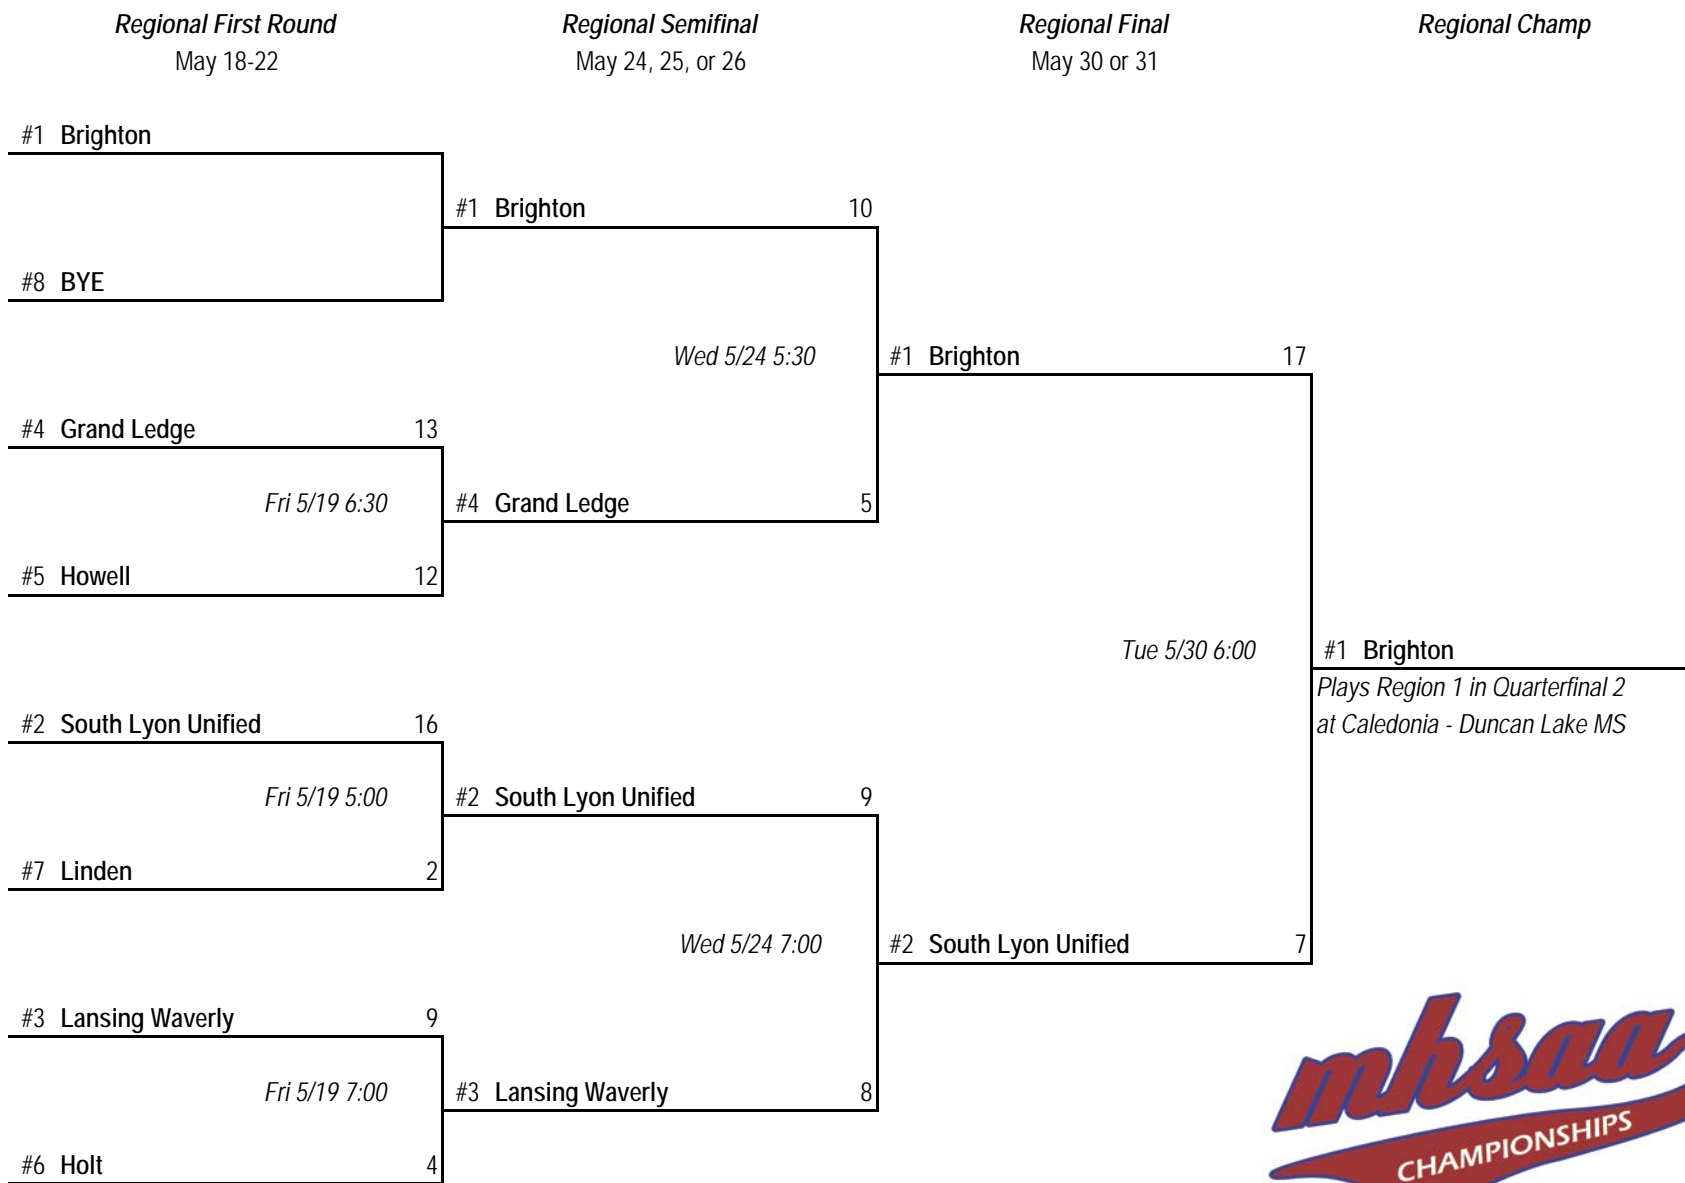 Regional First Round
May 18-22
Regional Semifinal
May 24, 25, or 26
Regional Final
May 30 or 31
Regional Champ
#1 Brighton
#8 BYE
#4 Grand Ledge 13
Fri 5/19 6:30
#5 Howell 12
#2 South Lyon Unified 16
Fri 5/19 5:00
#7 Linden 2
#3 Lansing Waverly 9
Fri 5/19 7:00
#6 Holt 4
#1 Brighton 10
Wed 5/24 5:30
#4 Grand Ledge 5
#2 South Lyon Unified 9
Wed 5/24 7:00
#3 Lansing Waverly 8
#1 Brighton 17
Tue 5/30 6:00
#2 South Lyon Unified 7
#1 Brighton
Plays Region 1 in Quarterfinal 2
at Caledonia - Duncan Lake MS
mhsaa
CHAMPIONSHIPS